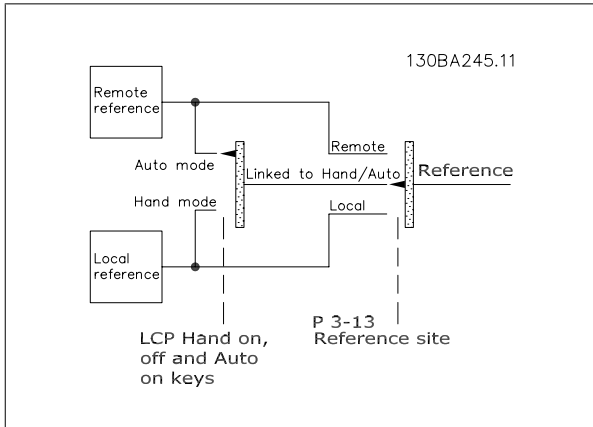 130BA245.11
Remote
reference
Remote
Auto mode
Linked to Hand/Auto
Reference
Hand mode
Local
Local
reference
P 3-13
Reference site
LCP Hand on,
off and Auto
on keys